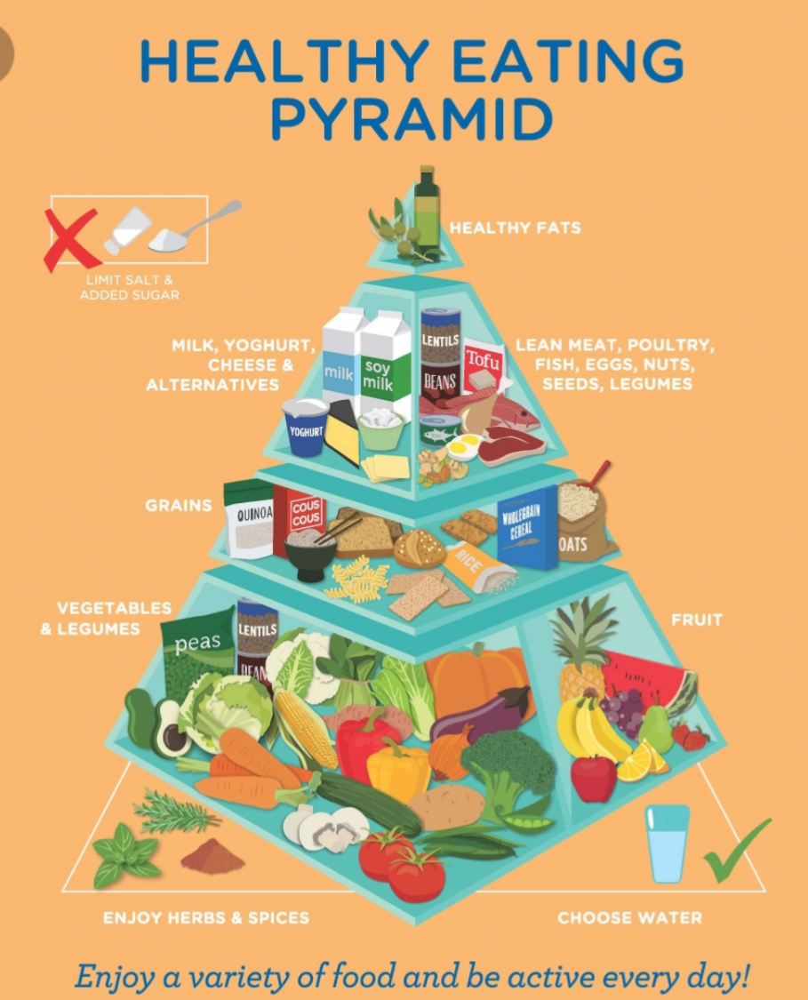 HEALTHY EATING
PYRAMID
HEALTHY FATS
LIMIT SALT &
ADDED SUGAR
MILK, YOGHURT,
CHEESE &
ALTERNATIVES
milk
soy
milk
YOGHURT
LENTILS
BEANS
Tofu
LEAN MEAT, POULTRY,
FISH, EGGS, NUTS,
SEEDS, LEGUMES
GRAINS
QUINOA
COUS
COUS
RICE
WHOLEGRAIN
CEREAL
OATS
VEGETABLES
& LEGUMES
peas
LENTILS
BEAN
FRUIT
ENJOY HERBS & SPICES
CHOOSE WATER
Enjoy a variety of food and be active every day!